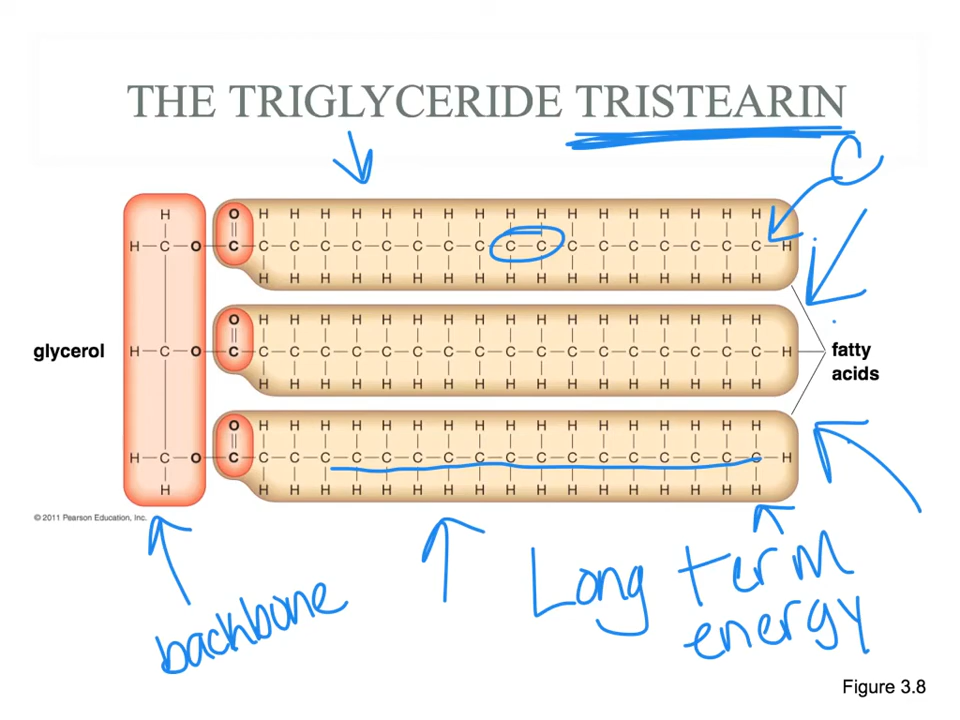 THE TRIGLYCERIDE TRISTEARIN
C
H O H H H H H H H H H H H H H H H H H
H—C—O—C—C—C—C—C—C—C—C—C—C—C—C—C—C—C—C—C—C—H
H H H H H H H H H H H H H H H H H
O H H H H H H H H H H H H H H H H H
glycerol H—C—O—C—C—C—C—C—C—C—C—C—C—C—C—C—C—C—C—C—C—H fatty
acids
H H H H H H H H H H H H H H H H H
O H H H H H H H H H H H H H H H H H
H—C—O—C—C—C—C—C—C—C—C—C—C—C—C—C—C—C—C—C—C—H
H H H H H H H H H H H H H H H H H H
© 2011 Pearson Education, Inc.
backbone
Long term
energy
Figure 3.8